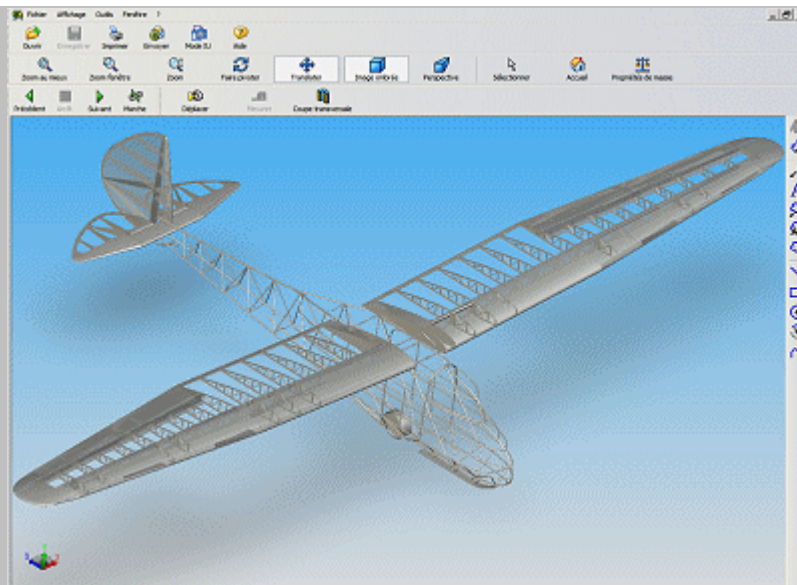 Fichier Affichage Outils Fenêtre ?
Ouvrir Enregistrer Imprimer Envoyer Mode 3D Aide
Zoom au mieux Zoom fenêtre Zoom Faire pivoter Translater Image ombrée Perspective Sélectionner Accueil Propriétés de masse
Précédent Arrêt Suivant Marche Déplacer Mesurer Coupe transversale